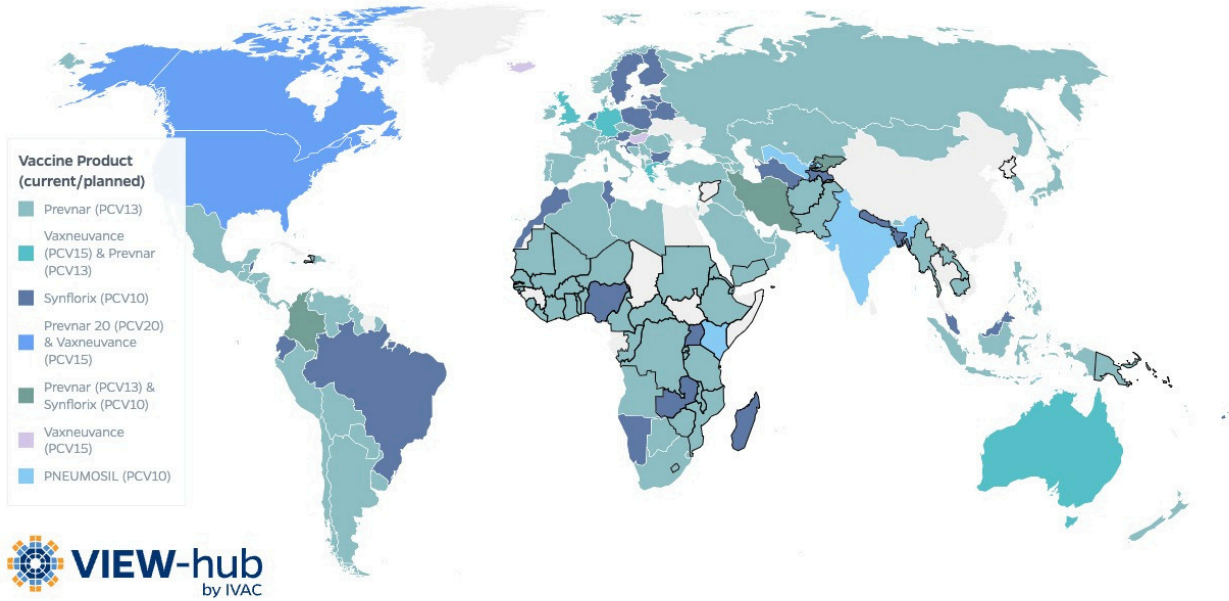 Vaccine Product
(current/planned)
Prevnar (PCV13)
Vaxneuvance
(PCV15) & Prevnar
(PCV13)
Synflorix (PCV10)
Prevnar 20 (PCV20)
& Vaxneuvance
(PCV15)
Prevnar (PCV13) &
Synflorix (PCV10)
Vaxneuvance
(PCV15)
PNEUMOSIL (PCV10)
VIEW-hub
by IVAC